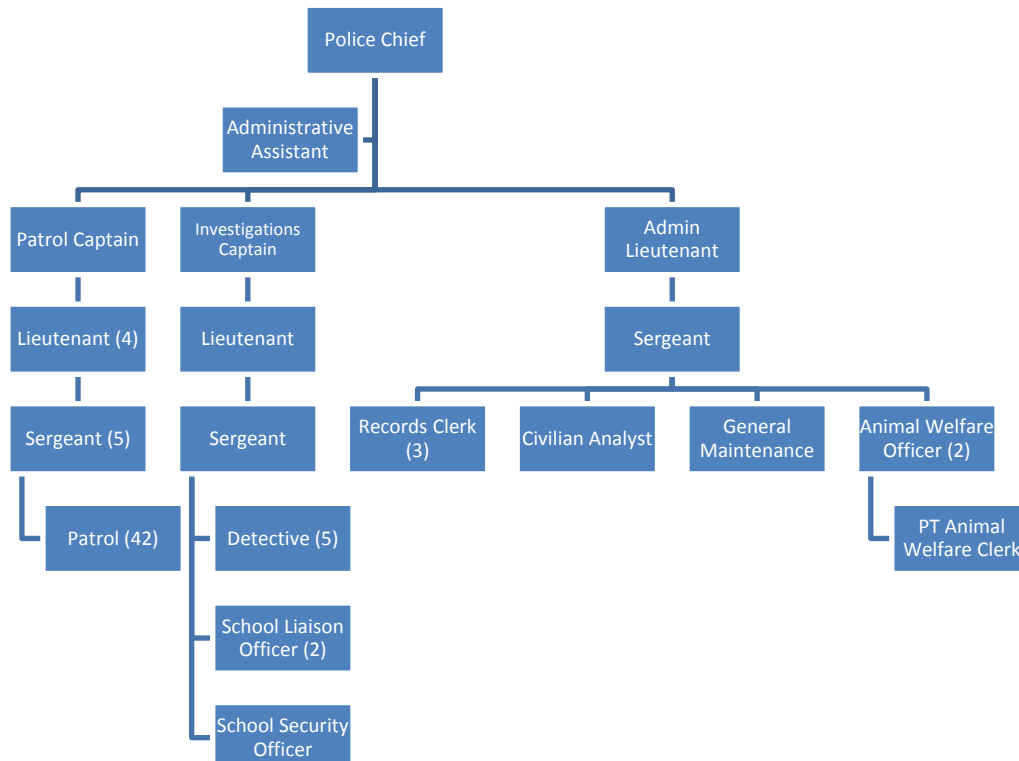 Police Chief
Administrative
Assistant
Patrol Captain
Investigations
Captain
Admin
Lieutenant
Lieutenant (4)
Lieutenant
Sergeant
Sergeant (5)
Sergeant
Records Clerk
(3)
Civilian Analyst
General
Maintenance
Animal Welfare
Officer (2)
Patrol (42)
Detective (5)
PT Animal
Welfare Clerk
School Liaison
Officer (2)
School Security
Officer